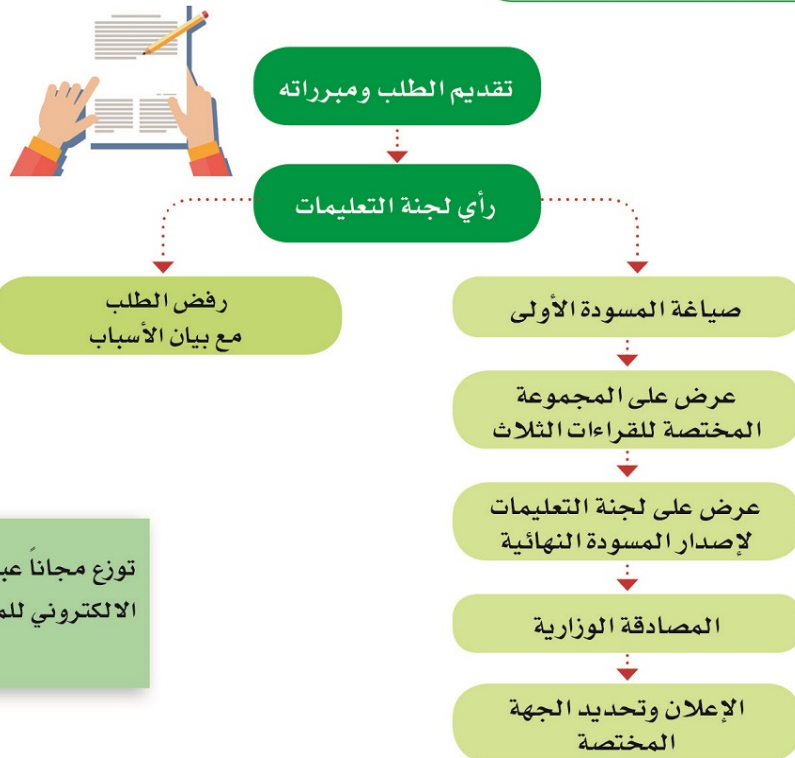 تقديم الطلب ومبرراته
رأي لجنة التعليمات
صياغة المسودة الأولى
عرض على المجموعة
المختصة للقراءات الثلاث
عرض على لجنة التعليمات
لإصدار المسودة النهائية
المصادقة الوزارية
الإعلان وتحديد الجهة
المختصة
رفض الطلب
مع بيان الأسباب
توزع مجاناً
الالكتروني